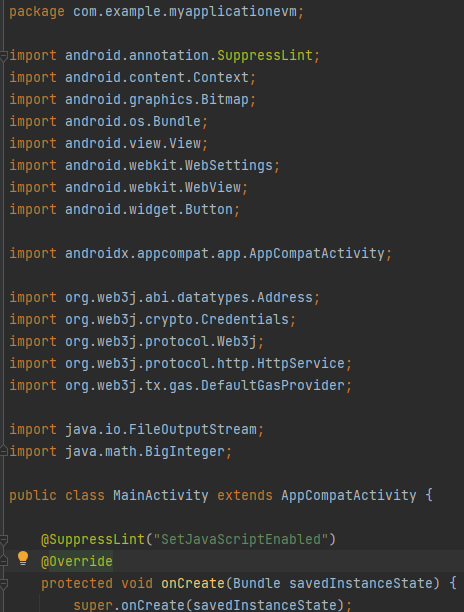 package com.example.myapplicationevm;
import android.annotation.SuppressLint;
import android.content.Context;
import android.graphics.Bitmap;
import android.os.Bundle;
import android.view.View;
import android.webkit.WebSettings;
import android.webkit.WebView;
import android.widget.Button;
import androidx.appcompat.app.AppCompatActivity;
import org.web3j.abi.datatypes.Address;
import org.web3j.crypto.Credentials;
import org.web3j.protocol.Web3j;
import org.web3j.protocol.http.HttpService;
import org.web3j.tx.gas.DefaultGasProvider;
import java.io.FileOutputStream;
import java.math.BigInteger;
public class MainActivity extends AppCompatActivity {
@SuppressLint("SetJavaScriptEnabled")
@Override
protected void onCreate(Bundle savedInstanceState) {
super.onCreate(savedInstanceState);